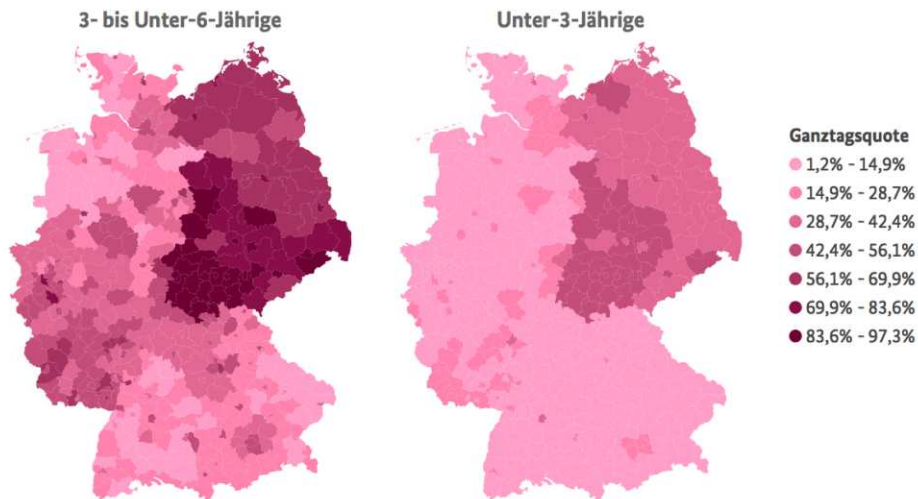 3- bis Unter-6-Jährige
Unter-3-Jährige
Ganztagsquote
1,2% - 14,9%
14,9% - 28,7%
28,7% - 42,4%
42,4% - 56,1%
56,1% - 69,9%
69,9% - 83,6%
83,6% - 97,3%